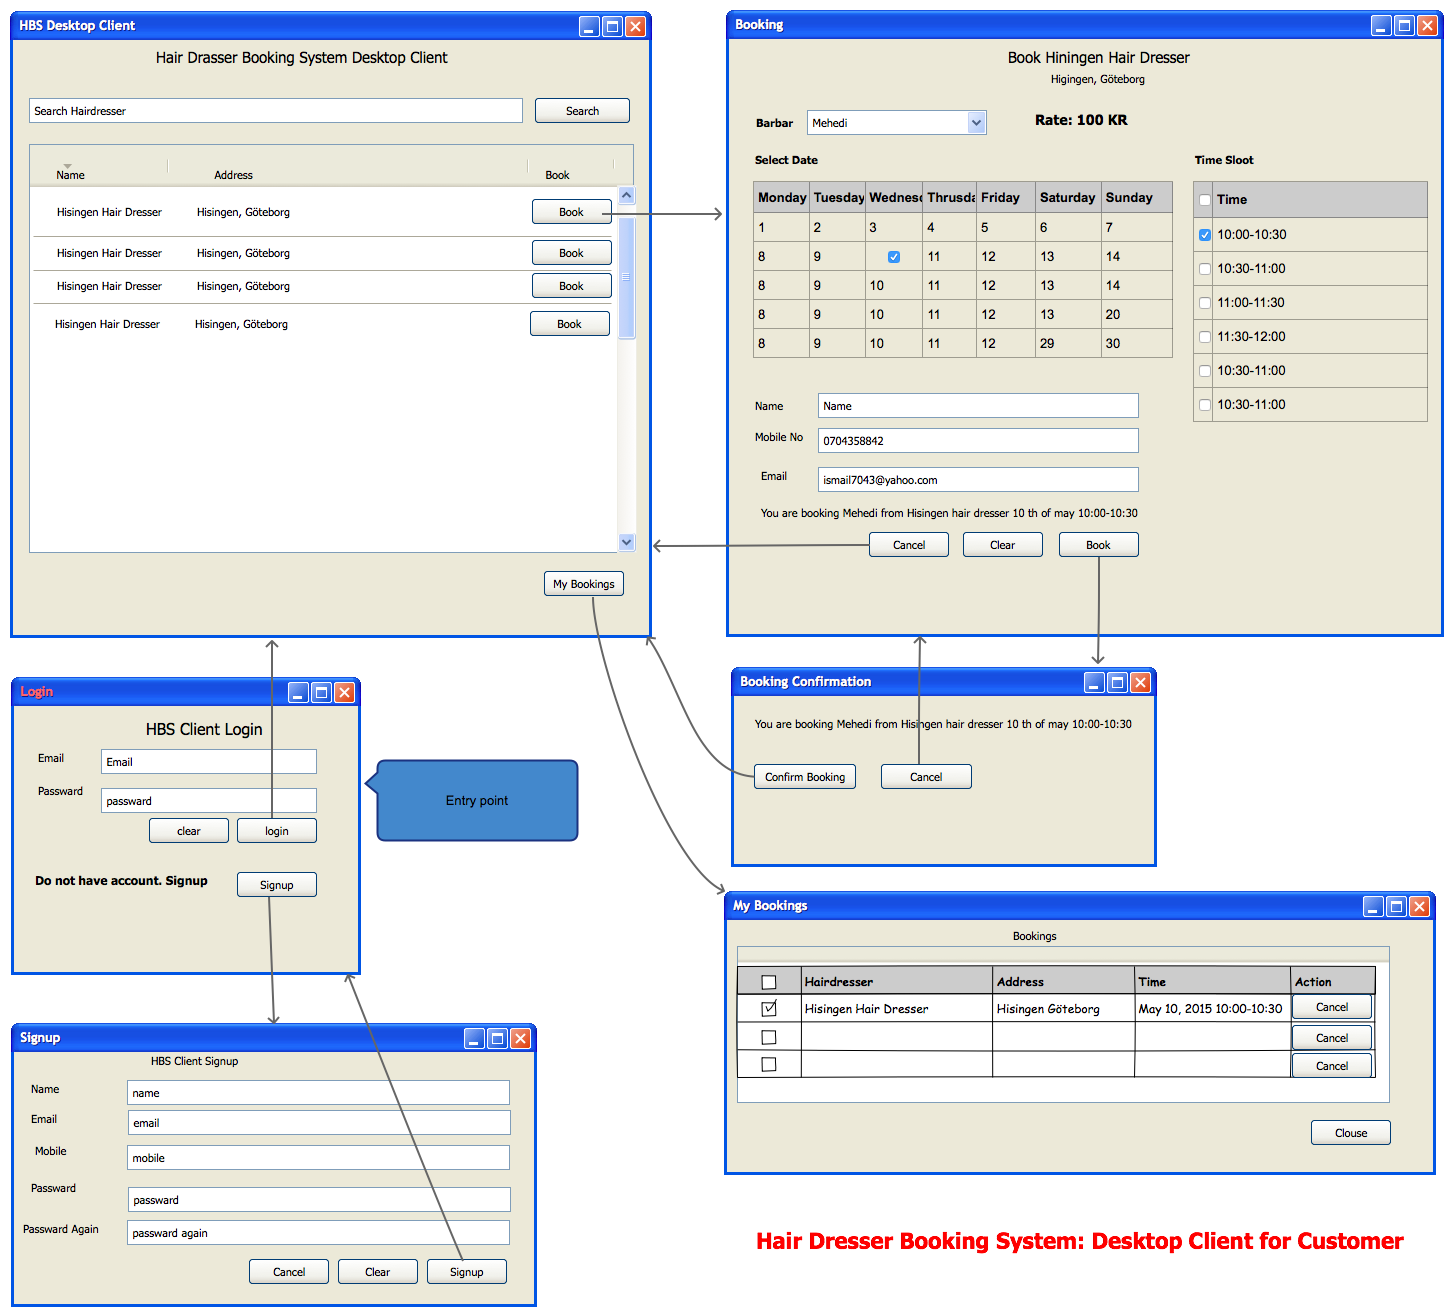 HBS Desktop Client
Hair Drasser Booking System Desktop Client
Search Hairdresser
Search
Name Address Book
Hisingen Hair Dresser Hisingen, Göteborg Book
Hisingen Hair Dresser Hisingen, Göteborg Book
Hisingen Hair Dresser Hisingen, Göteborg Book
Hisingen Hair Dresser Hisingen, Göteborg Book
My Bookings
Booking
Book Hiningen Hair Dresser
Higingen, Göteborg
Barbar Mehedi Rate: 100 KR
Select Date
Monday Tuesday Wednesc Thrusda Friday Saturday Sunday
1 2 3 4 5 6 7
8 9 11 12 13 14
8 9 10 11 12 13 14
8 9 10 11 12 13 20
8 9 10 11 12 29 30
Time Sloot
Time
10:00-10:30
10:30-11:00
11:00-11:30
11:30-12:00
10:30-11:00
10:30-11:00
Name Name
Mobile No 0704358842
Email ismail7043@yahoo.com
You are booking Mehedi from Hisingen hair dresser 10 th of may 10:00-10:30
Cancel Clear Book
Login
HBS Client Login
Email Email
Password password
clear login
Do not have account. Signup Signup
Entry point
Booking Confirmation
You are booking Mehedi from Hisingen hair dresser 10 th of may 10:00-10:30
Confirm Booking Cancel
My Bookings
Bookings
Hairdresser Address Time Action
Hisingen Hair Dresser Hisingen Göteborg May 10, 2015 10:00-10:30 Cancel
Cancel
Cancel
Clouse
Signup
HBS Client Signup
Name name
Email email
Mobile mobile
Password password
Password Again password again
Cancel Clear Signup
Hair Dresser Booking System: Desktop Client for Customer